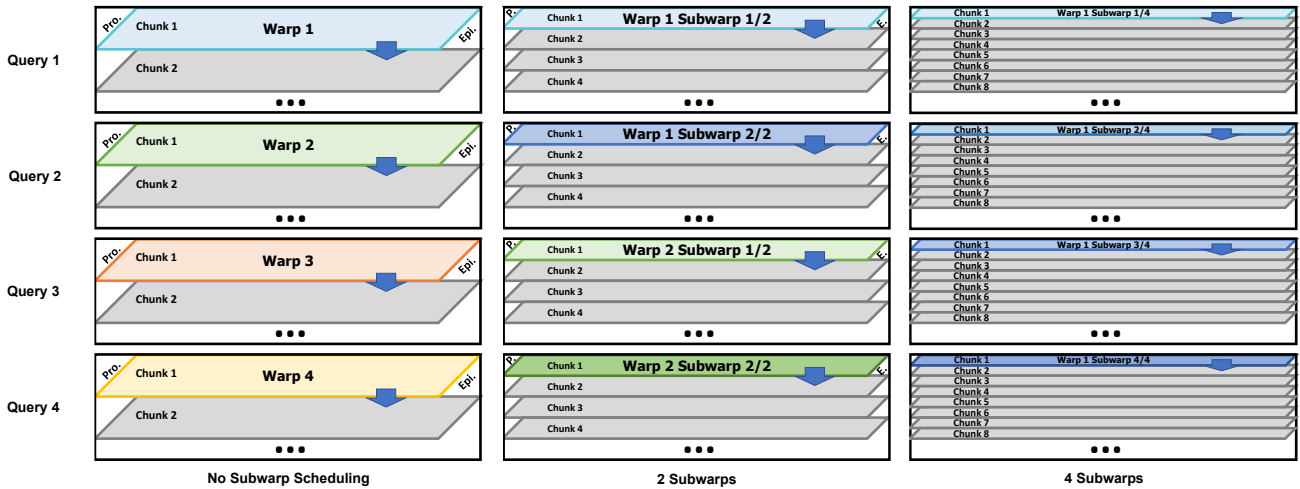 Query 1
Pro.
Chunk 1
Warp 1
Epi.
Chunk 2
•••
P.
Chunk 1
Warp 1 Subwarp 1/2
E.
Chunk 2
Chunk 3
Chunk 4
•••
Chunk 1
Warp 1 Subwarp 1/4
Chunk 2
Chunk 3
Chunk 4
Chunk 5
Chunk 6
Chunk 7
Chunk 8
•••
Query 2
Pro.
Chunk 1
Warp 2
Epi.
Chunk 2
•••
P.
Chunk 1
Warp 1 Subwarp 2/2
E.
Chunk 2
Chunk 3
Chunk 4
•••
Chunk 1
Warp 1 Subwarp 2/4
Chunk 2
Chunk 3
Chunk 4
Chunk 5
Chunk 6
Chunk 7
Chunk 8
•••
Query 3
Pro.
Chunk 1
Warp 3
Epi.
Chunk 2
•••
P.
Chunk 1
Warp 2 Subwarp 1/2
E.
Chunk 2
Chunk 3
Chunk 4
•••
Chunk 1
Warp 1 Subwarp 3/4
Chunk 2
Chunk 3
Chunk 4
Chunk 5
Chunk 6
Chunk 7
Chunk 8
•••
Query 4
Pro.
Chunk 1
Warp 4
Epi.
Chunk 2
•••
P.
Chunk 1
Warp 2 Subwarp 2/2
E.
Chunk 2
Chunk 3
Chunk 4
•••
Chunk 1
Warp 1 Subwarp 4/4
Chunk 2
Chunk 3
Chunk 4
Chunk 5
Chunk 6
Chunk 7
Chunk 8
•••
No Subwarp Scheduling
2 Subwarps
4 Subwarps